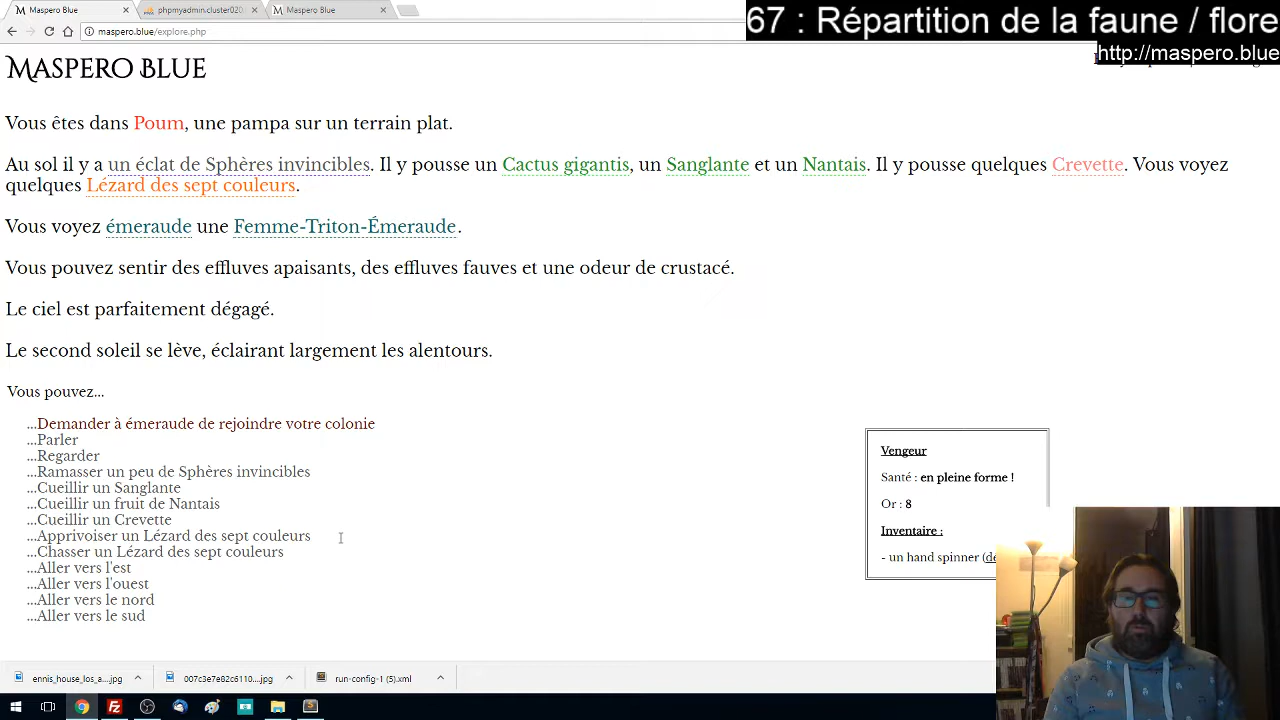 Maspero Blue
phpmyadmin.cluster020.
Maspero Blue
67 : Répartition de la faune / flore
maspero.blue/explore.php
http://maspero.blue
Maspero Blue
Vous êtes dans Poum, une pampa sur un terrain plat.
Au sol il y a un éclat de Sphères invincibles. Il y pousse un Cactus gigantis, un Sanglante et un Nantais. Il y pousse quelques Crevette. Vous voyez
quelques Lézard des sept couleurs.
Vous voyez émeraude une Femme-Triton-Émeraude.
Vous pouvez sentir des effluves apaisants, des effluves fauves et une odeur de crustacé.
Le ciel est parfaitement dégagé.
Le second soleil se lève, éclairant largement les alentours.
Vous pouvez...
...Demander à émeraude de rejoindre votre colonie
...Parler
...Regarder
...Ramasser un peu de Sphères invincibles
...Cueillir un Sanglante
...Cueillir un fruit de Nantais
...Cueillir un Crevette
...Apprivoiser un Lézard des sept couleurs
...Chasser un Lézard des sept couleurs
...Aller vers l'est
...Aller vers l'ouest
...Aller vers le nord
...Aller vers le sud
Vengeur
Santé : en pleine forme !
Or : 8
Inventaire :
- un hand spinner (de
ennis_house_los_a....jpg
007c3e7e82c6110....jpg
run-config-1 (5).xml